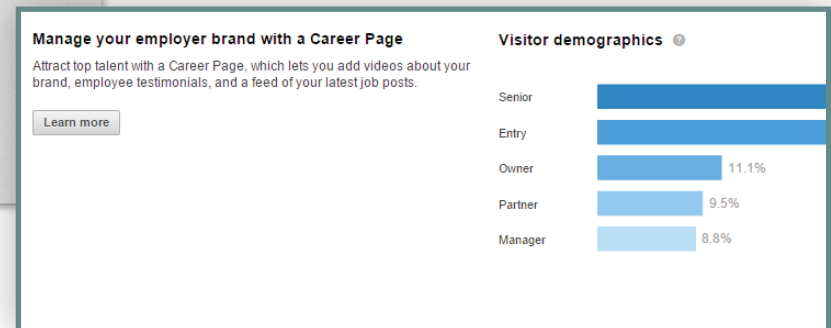 Manage your employer brand with a Career Page
Attract top talent with a Career Page, which lets you add videos about your
brand, employee testimonials, and a feed of your latest job posts.
Learn more
Visitor demographics ?
Senior
Entry
Owner 11.1%
Partner 9.5%
Manager 8.8%